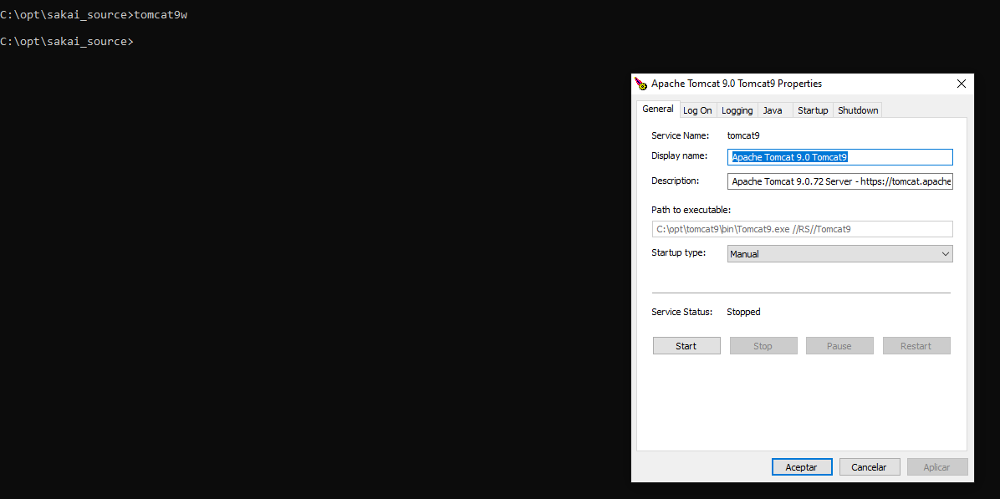 C:\opt\sakai_source>tomcat9w
C:\opt\sakai_source>
Apache Tomcat 9.0 Tomcat9 Properties
General Log On Logging Java Startup Shutdown
Service Name: tomcat9
Display name: Apache Tomcat 9.0 Tomcat9
Description: Apache Tomcat 9.0.72 Server - https://tomcat.apache
Path to executable:
C:\opt\tomcat9\bin\Tomcat9.exe //RS//Tomcat9
Startup type: Manual
Service Status: Stopped
Start Stop Pause Restart
Aceptar Cancelar Aplicar